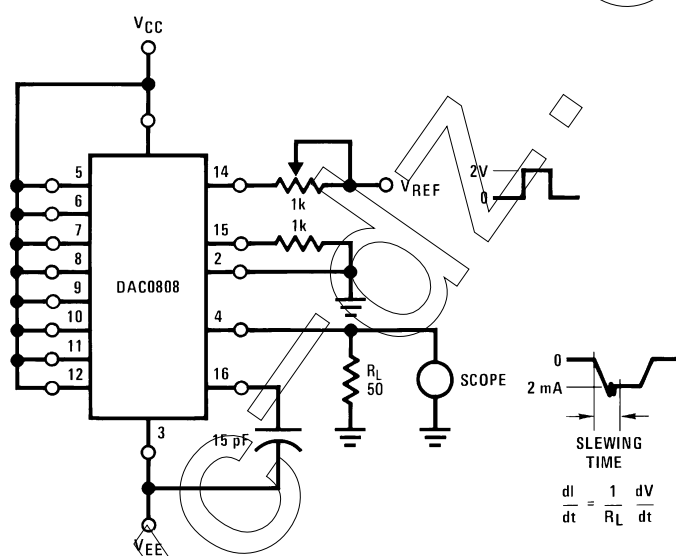 VCC
5
6
7
8
9
10
11
12
DAC0808
14
1k
VREF
15
1k
2
4
16
3
15 pF
RL
50
SCOPE
VEE
2V
0
0
2 mA
SLEWING
TIME
dI/dt = 1/RL dV/dt